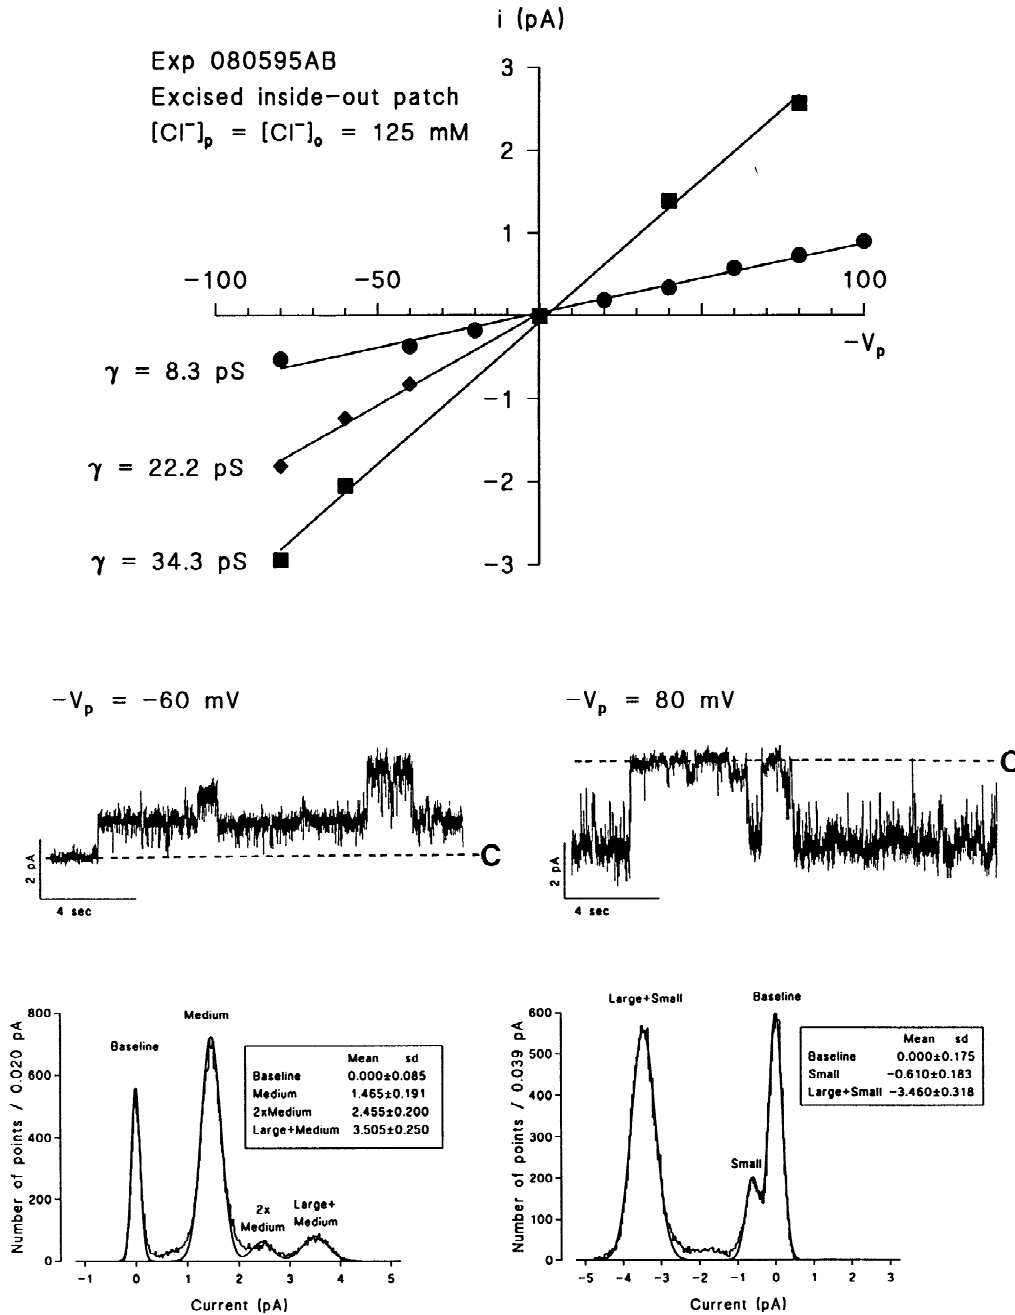 i (pA)
Exp 080595AB
Excised inside-out patch
[Cl⁻]p = [Cl⁻]o = 125 mM
3
2
1
-100
-50
100
-Vp
γ = 8.3 pS
-1
γ = 22.2 pS
-2
γ = 34.3 pS
-3
-Vp = -60 mV
-Vp = 80 mV
C
C
2 pA
4 sec
2 pA
4 sec
Number of points / 0.020 pA
800
600
400
200
0
Baseline
Medium
2x
Medium
Large+
Medium
Mean sd
Baseline 0.000±0.085
Medium 1.465±0.191
2xMedium 2.455±0.200
Large+Medium 3.505±0.250
-1 0 1 2 3 4 5
Current (pA)
Number of points / 0.039 pA
600
500
400
300
200
100
0
Large+Small
Baseline
Small
Mean sd
Baseline 0.000±0.175
Small -0.610±0.183
Large+Small -3.460±0.318
-5 -4 -3 -2 -1 0 1 2 3
Current (pA)